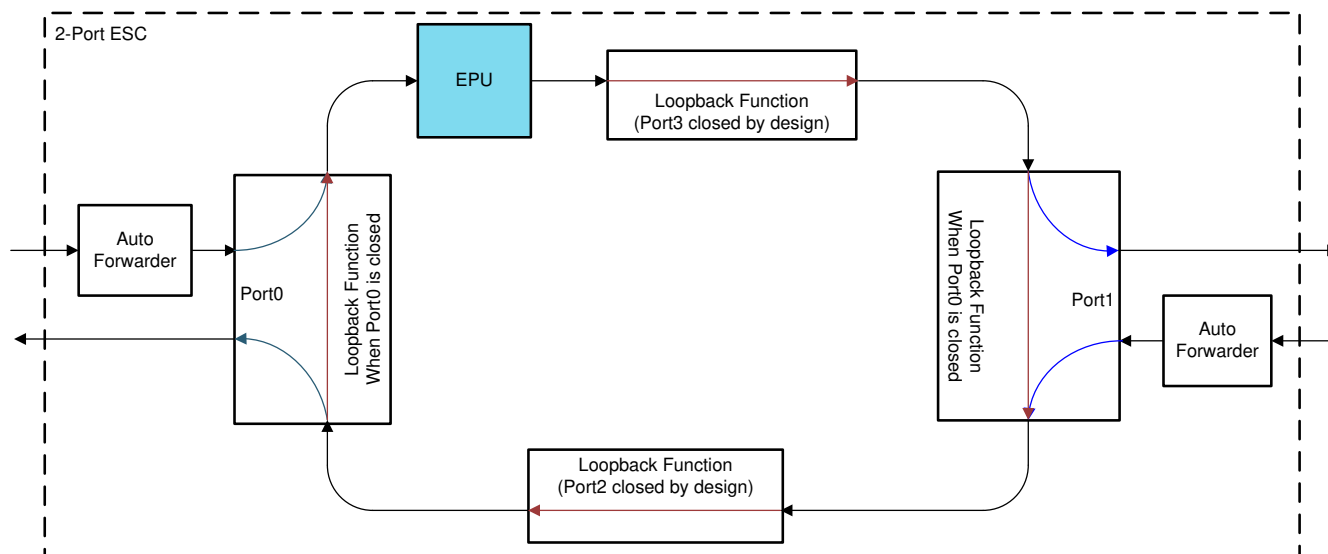 2-Port ESC
EPU
Loopback Function
(Port3 closed by design)
Auto
Forwarder
Port0
Loopback Function
When Port0 is closed
Loopback Function
When Port0 is closed
Port1
Auto
Forwarder
Loopback Function
(Port2 closed by design)